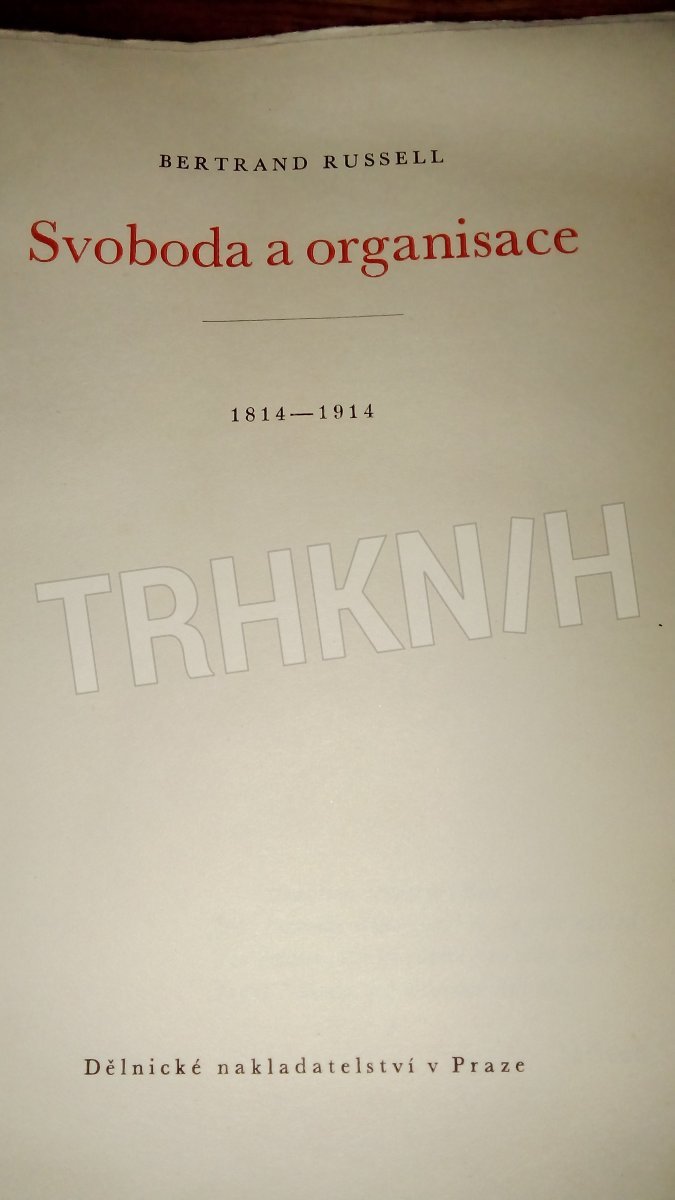 BERTRAND RUSSELL
Svoboda a organisace
1814—1914
TRHKNIH
Dělnické nakladatelství v Praze